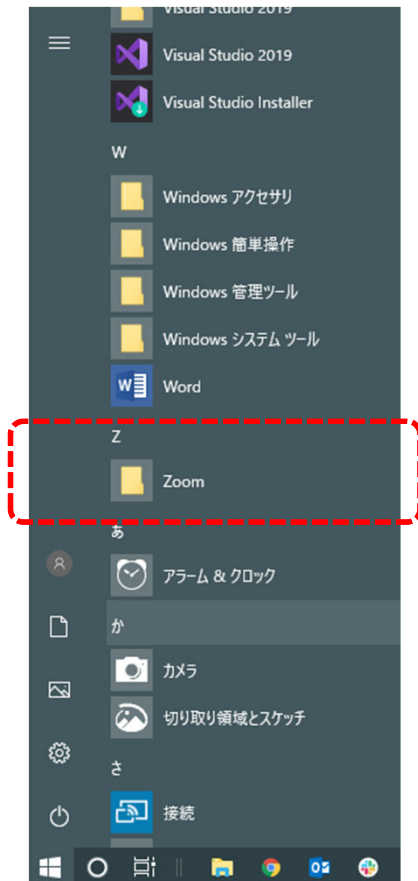 Visual Studio 2019
Visual Studio 2019
Visual Studio Installer
W
Windows アクセサリ
Windows 簡単操作
Windows 管理ツール
Windows システム ツール
Word
Z
Zoom
あ
アラーム & クロック
か
カメラ
切り取り領域とスケッチ
さ
接続